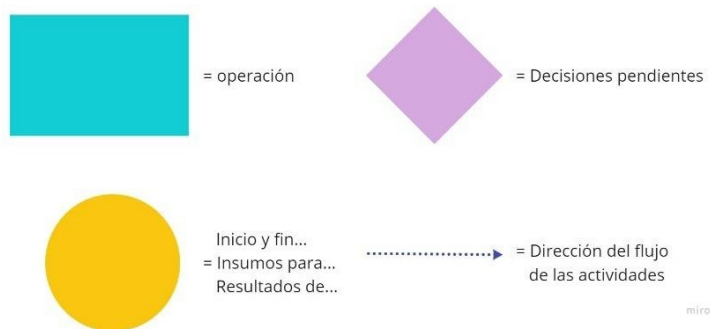 = operación
= Decisiones pendientes
Inicio y fin...
= Insumos para...
Resultados de...
= Dirección del flujo
de las actividades
miro